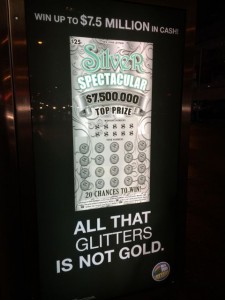 WIN UP TO $7.5 MILLION IN CASH!
$25
SILVER
SPECTACULAR
$7,500,000
TOP PRIZE
20 CHANCES TO WIN!
ALL THAT
GLITTERS
IS NOT GOLD.